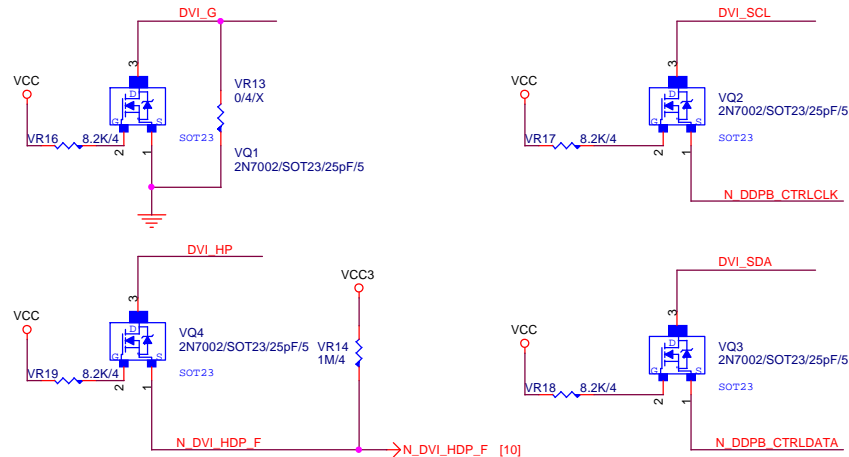 DVI_G
3
VCC
D
G
S
VR16
8.2K/4
2
1
SOT23
VR13
0/4/X
VQ1
2N7002/SOT23/25pF/5
DVI_SCL
3
VCC
D
G
S
VR17
8.2K/4
2
1
VQ2
2N7002/SOT23/25pF/5
SOT23
N_DDPB_CTRLCLK
DVI_HP
3
VCC
D
G
S
VR19
8.2K/4
2
1
VQ4
2N7002/SOT23/25pF/5
SOT23
VCC3
VR14
1M/4
N_DVI_HDP_F
N_DVI_HDP_F [10]
DVI_SDA
3
VCC
D
G
S
VR18
8.2K/4
2
1
VQ3
2N7002/SOT23/25pF/5
SOT23
N_DDPB_CTRLDATA